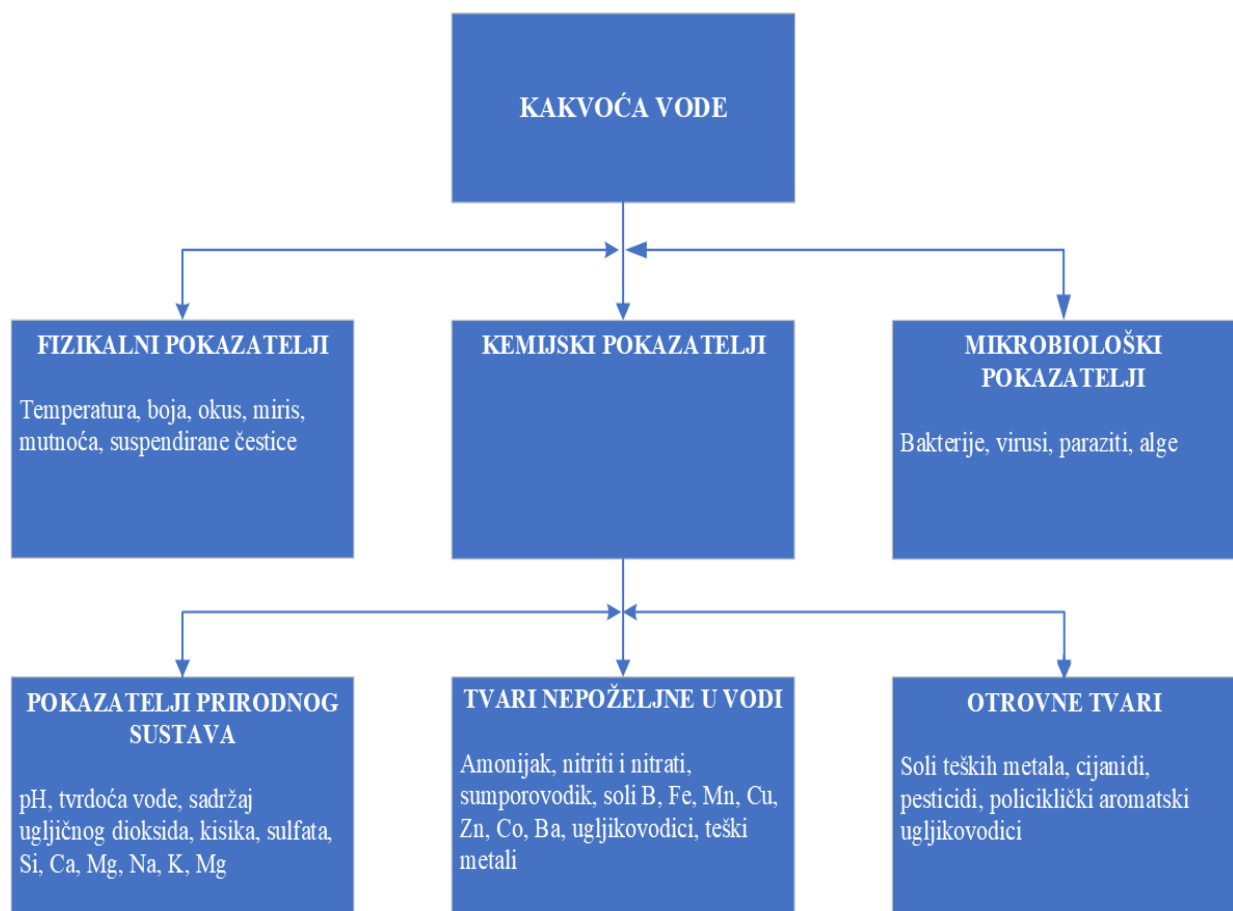 KAKVOĆA VODE
FIZIKALNI POKAZATELJI
Temperatura, boja, okus, miris,
mutnoća, suspendirane čestice
KEMIJSKI POKAZATELJI
MIKROBIOLOŠKI
POKAZATELJI
Bakterije, virusi, paraziti, alge
POKAZATELJI PRIRODNOG
SUSTAVA
pH, tvrdoća vode, sadržaj
ugljičnog dioksida, kisika, sulfata,
Si, Ca, Mg, Na, K, Mg
TVARI NEPOŽELJNE U VODI
Amonijak, nitriti i nitrati,
sumporovodik, soli B, Fe, Mn, Cu,
Zn, Co, Ba, ugljikovodici, teški
metali
OTROVNE TVARI
Soli teških metala, cijanidi,
pesticidi, policiklički aromatski
ugljikovodici